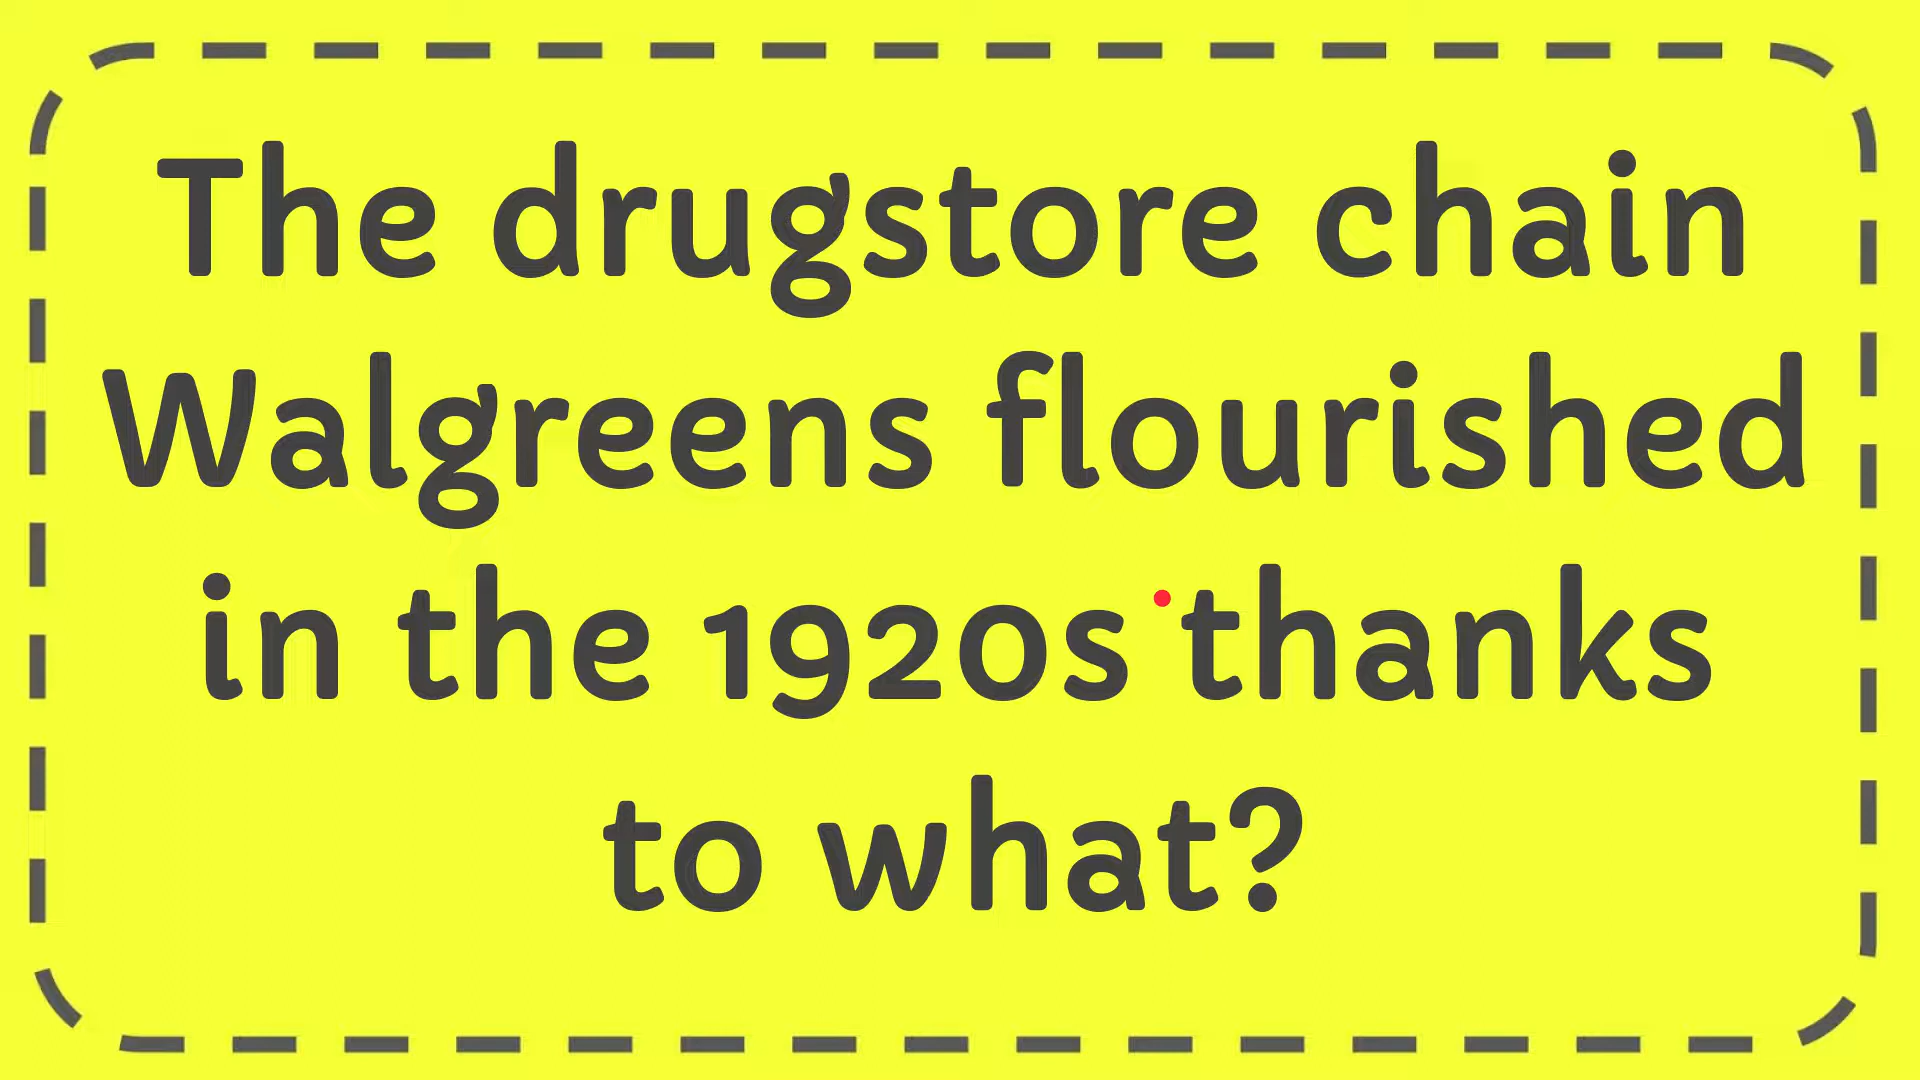 The drugstore chain
Walgreens flourished
in the 1920s thanks
to what?